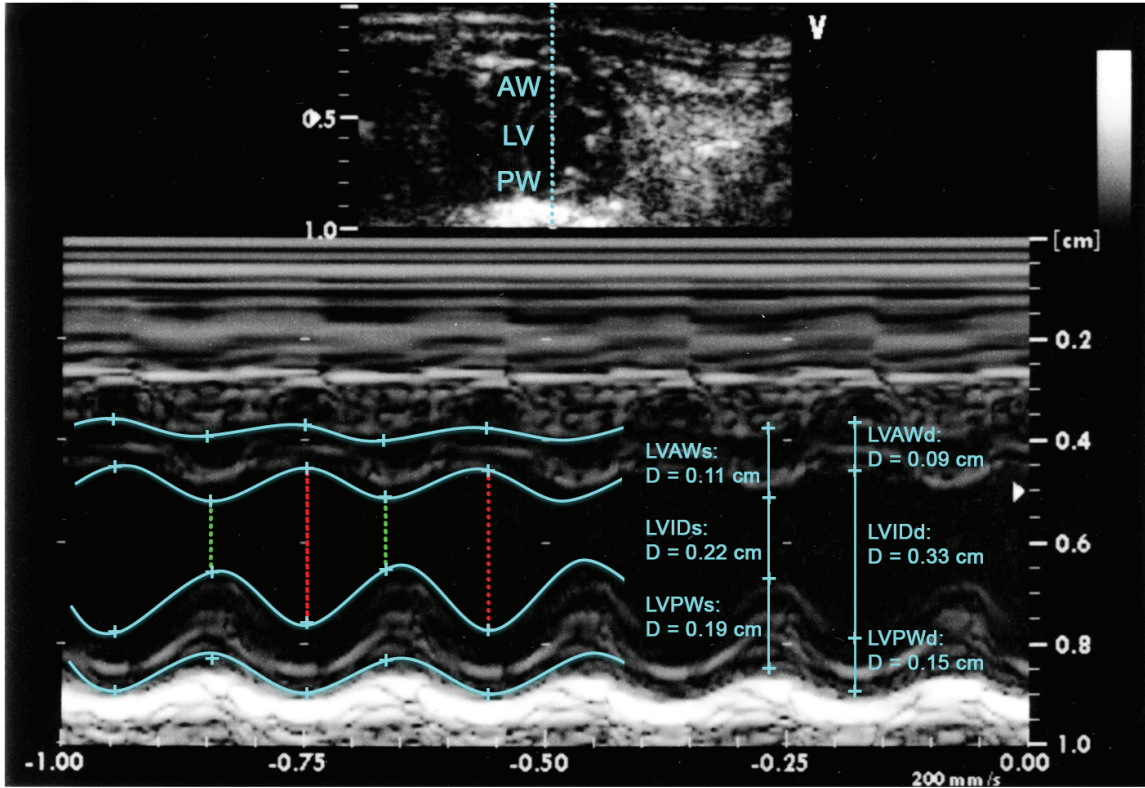 V
AW
0.5
LV
PW
1.0
[cm]
0.2
0.4
LVAWs:
D = 0.11 cm
LVAWd:
D = 0.09 cm
LVIDs:
D = 0.22 cm
LVIDd:
D = 0.33 cm
0.6
LVPWs:
D = 0.19 cm
LVPWd:
D = 0.15 cm
0.8
1.0
-1.00
-0.75
-0.50
-0.25
0.00
200 mm/s